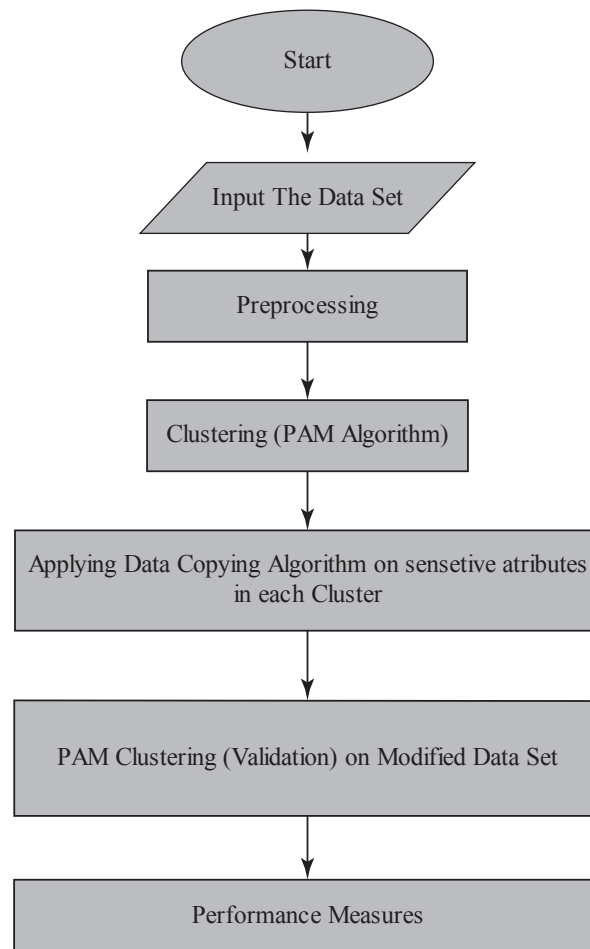 Start
Input The Data Set
Preprocessing
Clustering (PAM Algorithm)
Applying Data Copying Algorithm on sensetive atributes
in each Cluster
PAM Clustering (Validation) on Modified Data Set
Performance Measures